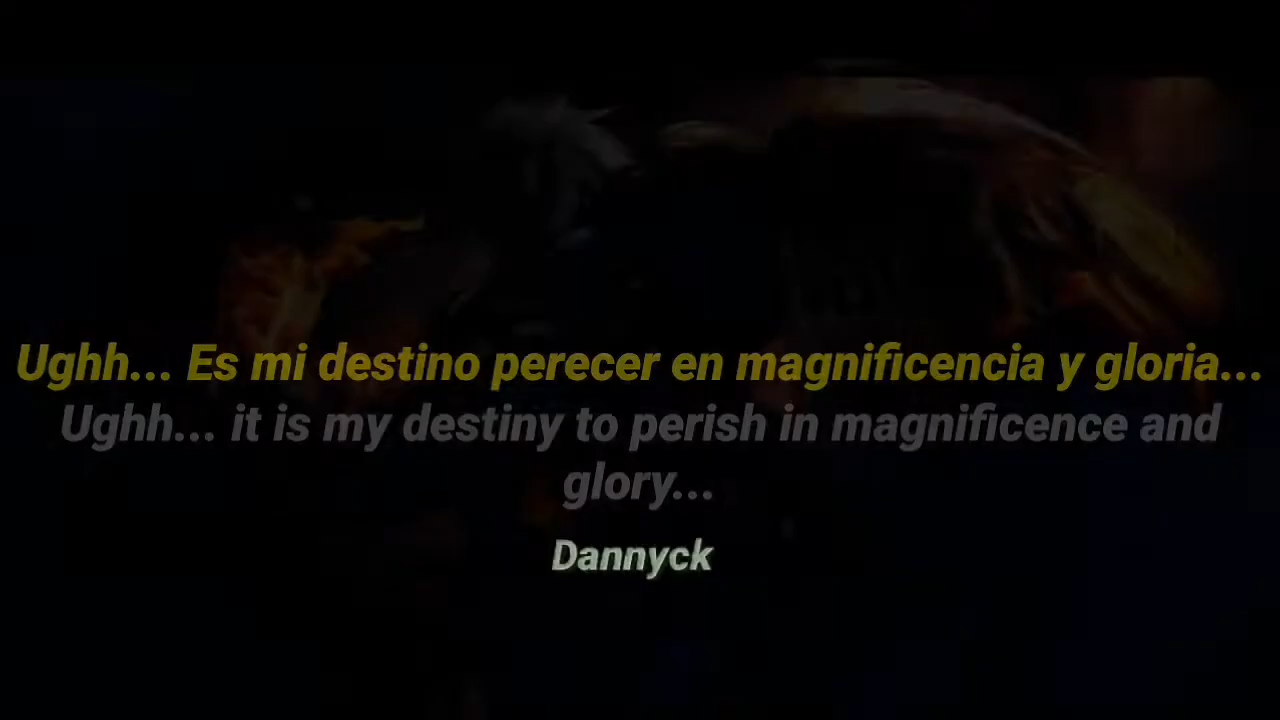 Ughh... Es mi destino perecer en magnificencia y gloria...
Ughh... it is my destiny to perish in magnificence and
glory...
Dannyck